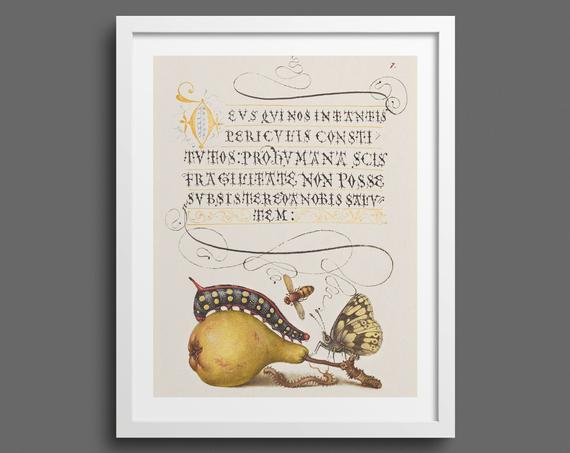 7.
DEVS QVI NOS IN TANTIS
PERICVLIS CONSTI-
TVTOS: PRO HVMANA SCIS
FRAGILITATE NON POSSE
SVBSISTERE DA NOBIS SALV-
TEM: